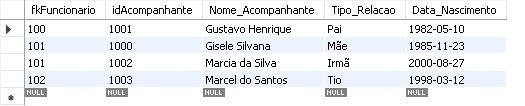 fkFuncionario idAcompanhante Nome_Acompanhante Tipo_Relacao Data_Nascimento
100 1001 Gustavo Henrique Pai 1982-05-10
101 1000 Gisele Silvana Mãe 1985-11-23
101 1002 Marcia da Silva Irmã 2000-08-27
102 1003 Marcel do Santos Tio 1998-03-12
NULL NULL NULL NULL NULL